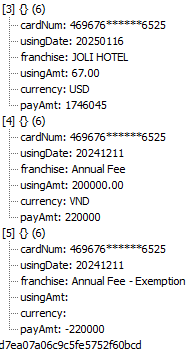 [3] {} (6)
cardNum: 469676******6525
usingDate: 20250116
franchise: JOLI HOTEL
usingAmt: 67.00
currency: USD
payAmt: 1746045
[4] {} (6)
cardNum: 469676******6525
usingDate: 20241211
franchise: Annual Fee
usingAmt: 200000.00
currency: VND
payAmt: 220000
[5] {} (6)
cardNum: 469676******6525
usingDate: 20241211
franchise: Annual Fee - Exemption
usingAmt:
currency:
payAmt: -220000
d7ea07a06c9c5fe5752f60bcd